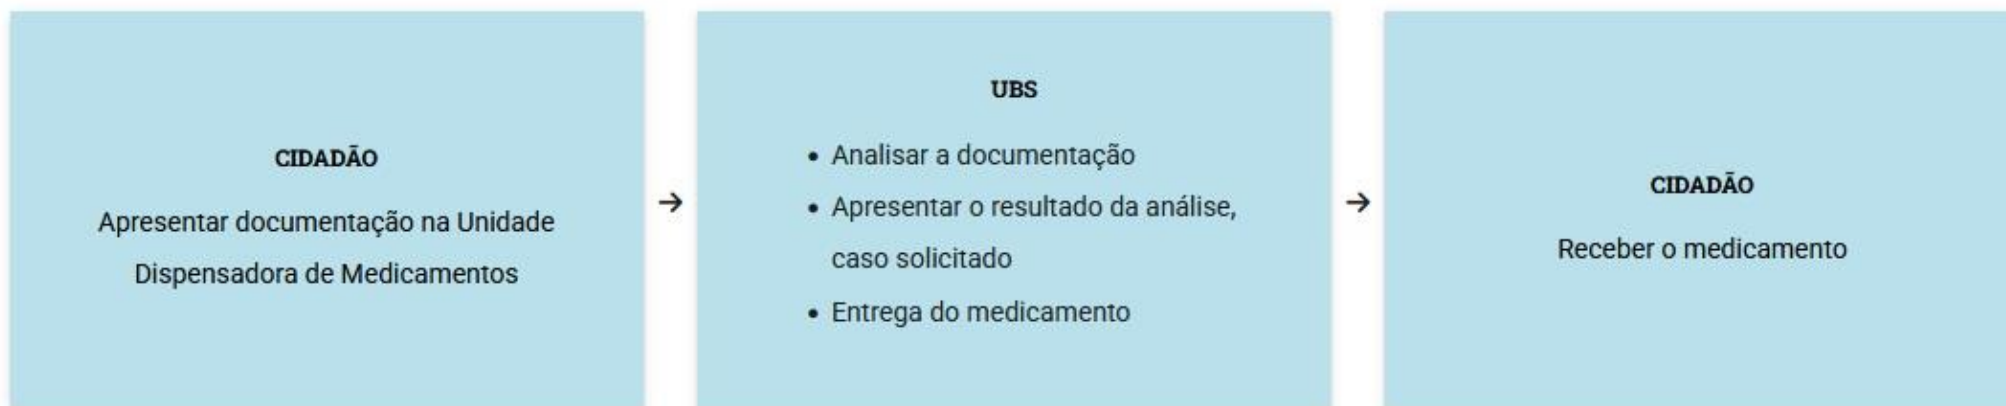 CIDADÃO
Apresentar documentação na Unidade
Dispensadora de Medicamentos
→
UBS
• Analisar a documentação
• Apresentar o resultado da análise,
caso solicitado
• Entrega do medicamento
→
CIDADÃO
Receber o medicamento